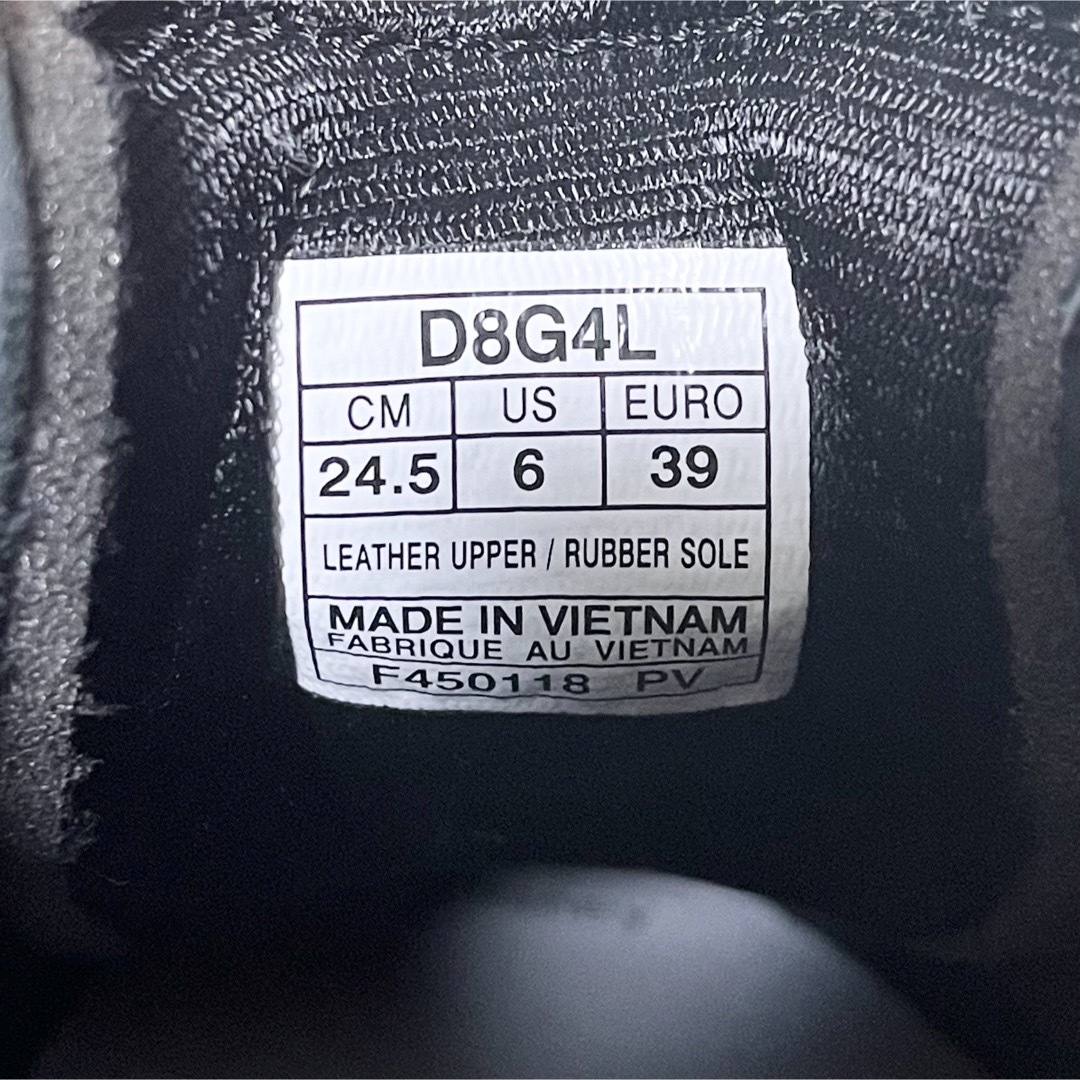 D8G4L
CM US EURO
24.5 6 39
LEATHER UPPER / RUBBER SOLE
MADE IN VIETNAM
FABRIQUE AU VIETNAM
F450118 PV